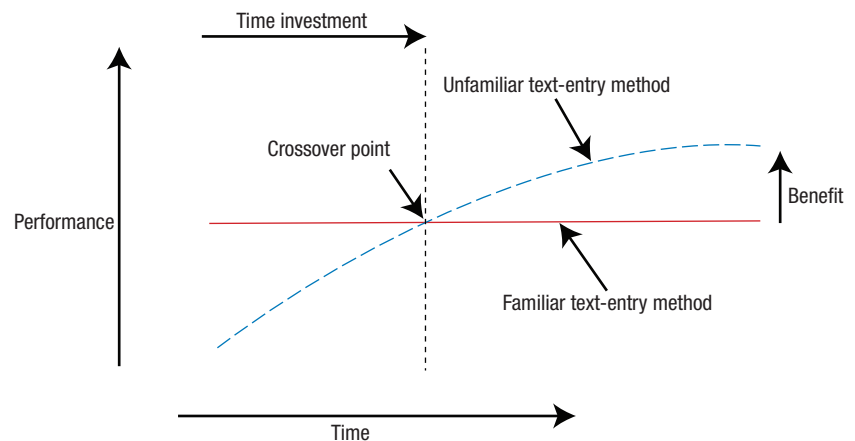 Time investment
Unfamiliar text-entry method
Crossover point
Benefit
Performance
Familiar text-entry method
Time